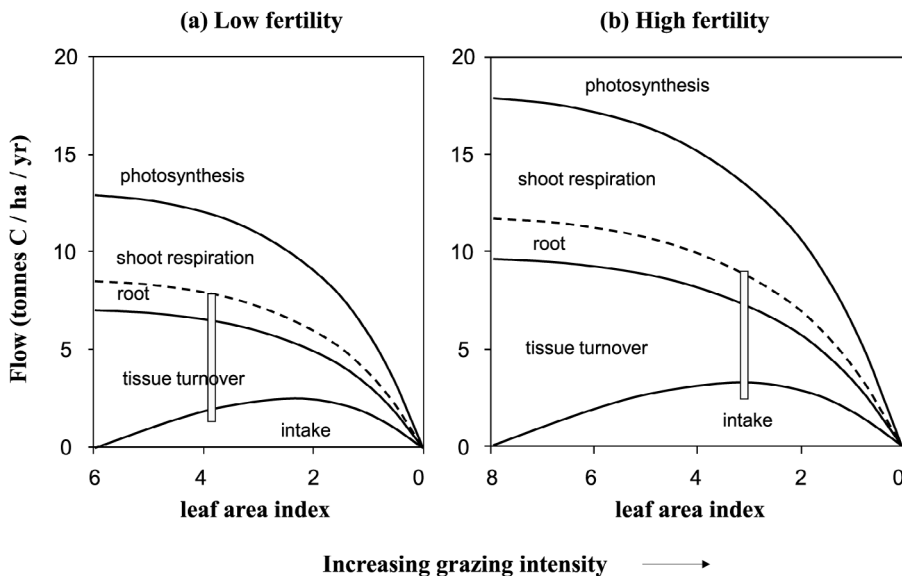 (a) Low fertility
(b) High fertility
Flow (tonnes C / ha / yr)
20
15
10
5
0
photosynthesis
shoot respiration
root
tissue turnover
intake
6
4
2
0
leaf area index
20
15
10
5
0
photosynthesis
shoot respiration
root
tissue turnover
intake
8
6
4
2
0
leaf area index
Increasing grazing intensity